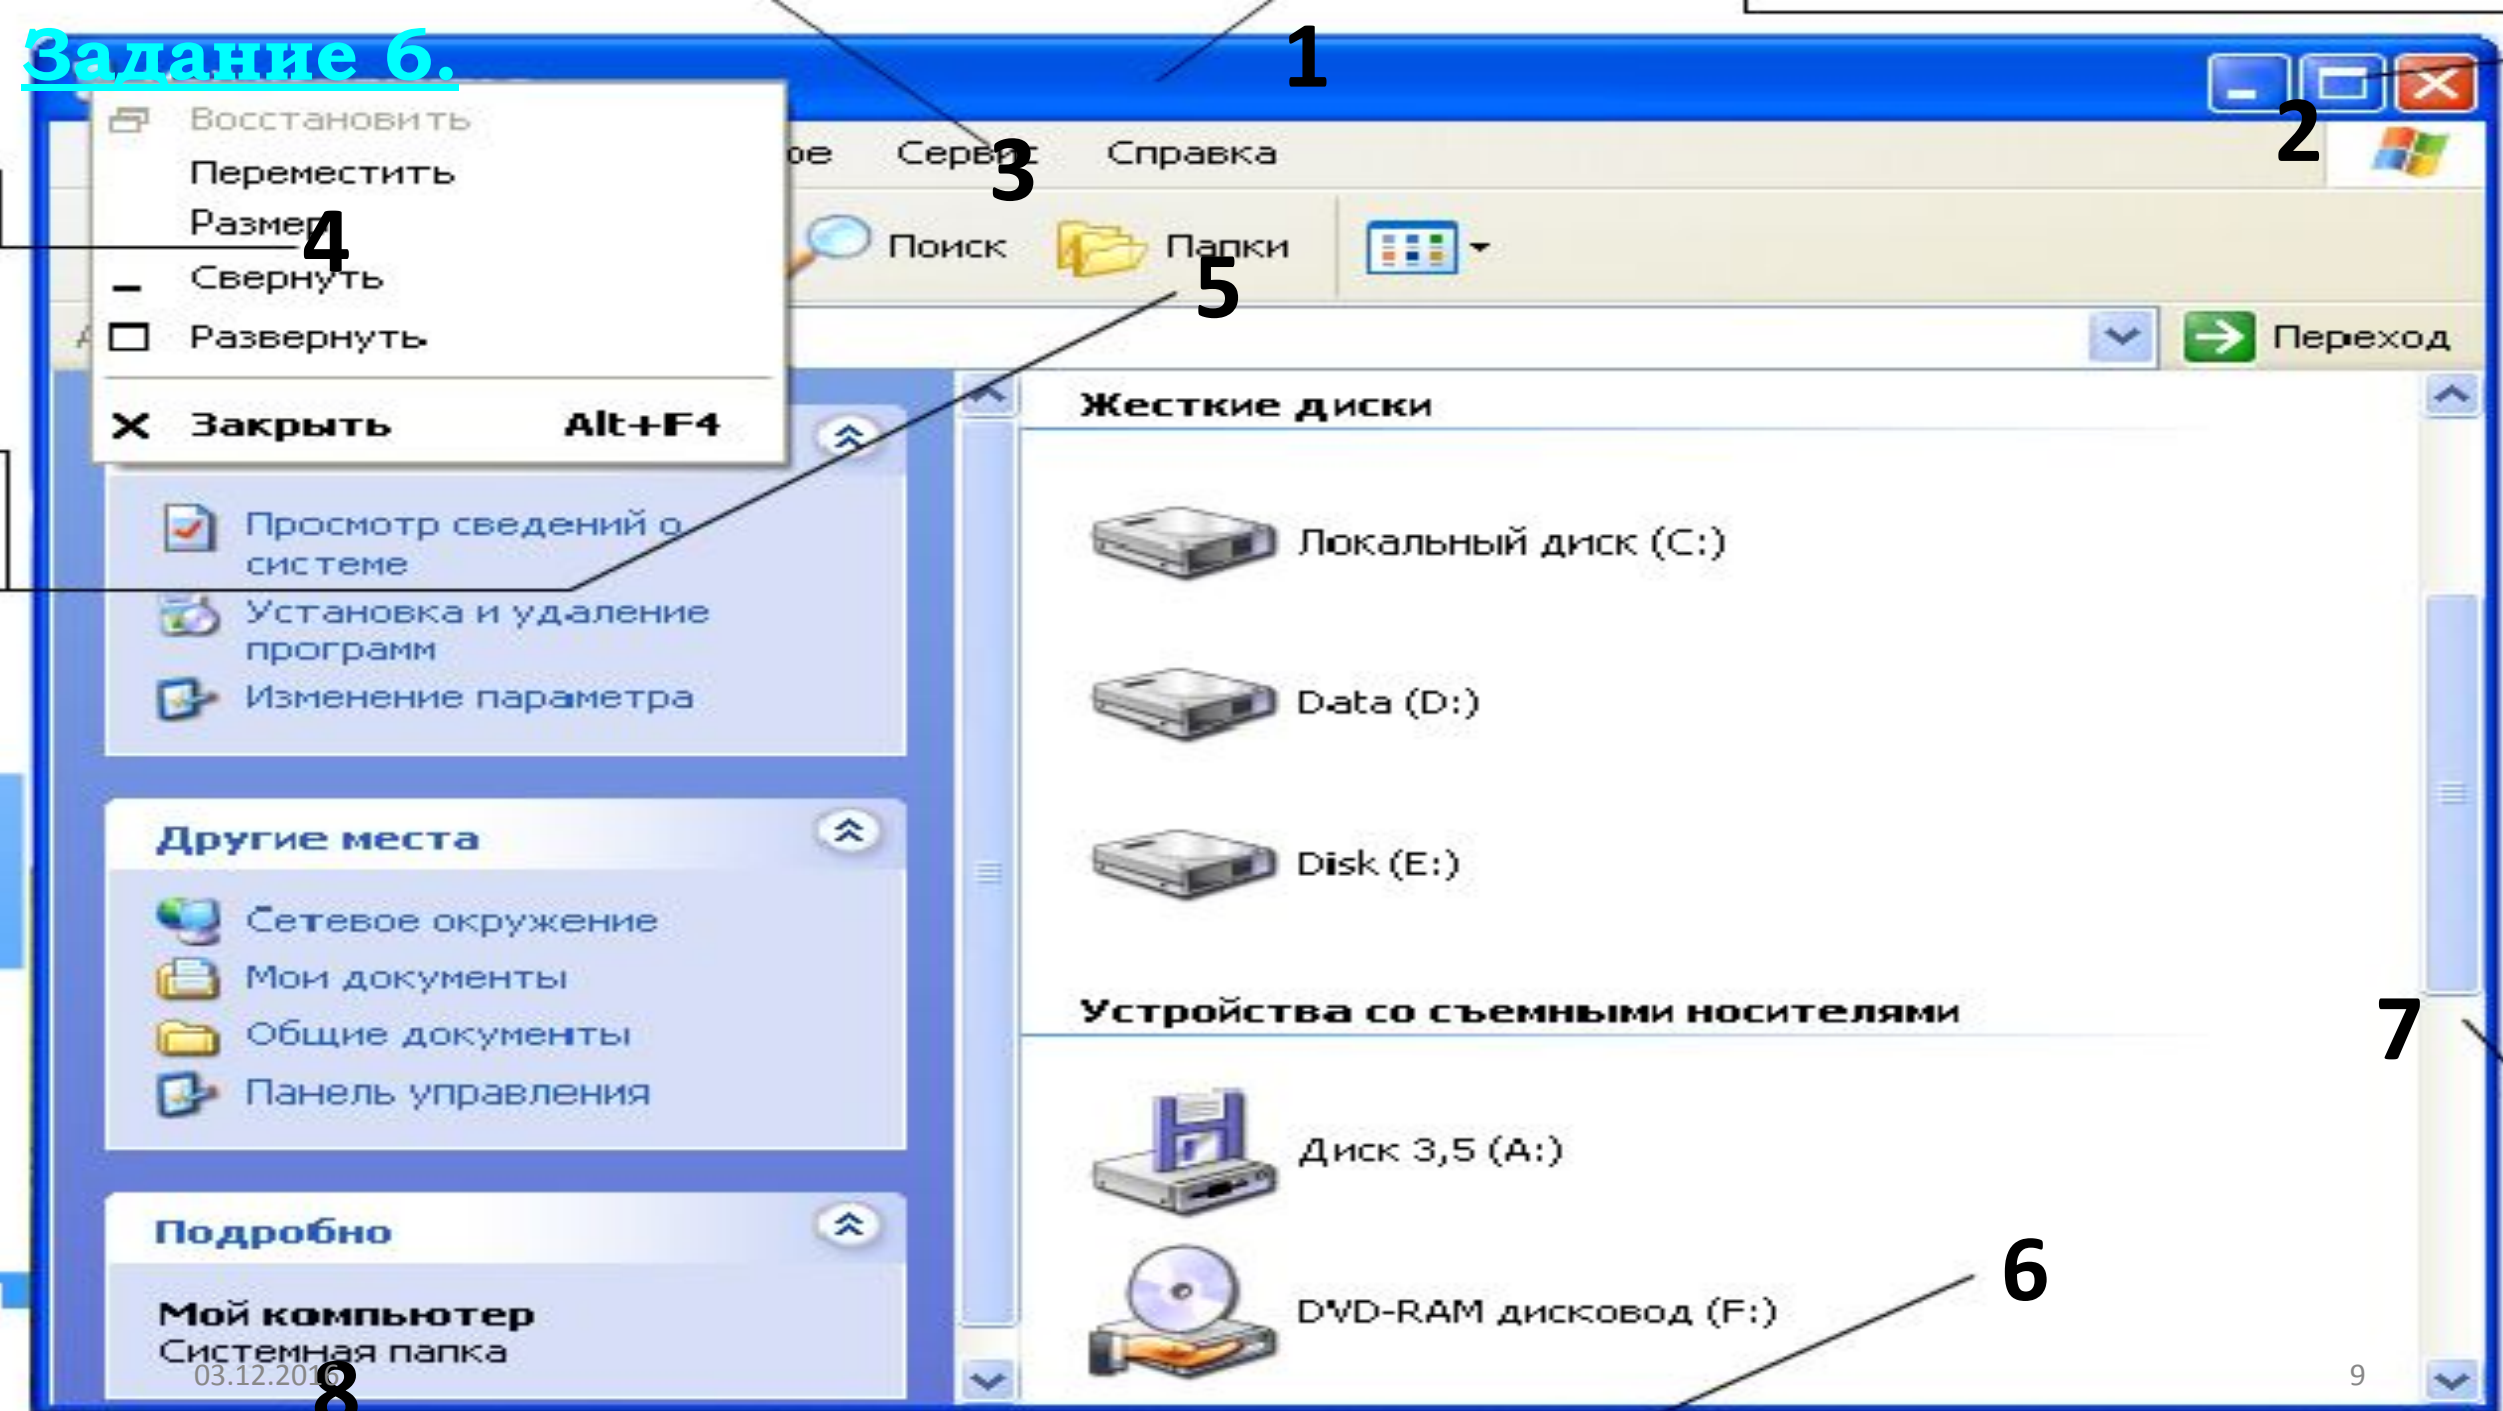 Задание 6.
1
2
Восстановить
Переместить
Размер
Свернуть
Развернуть
Закрыть Alt+F4
Сервис Справка
3
4
Поиск Папки
5
Переход
Просмотр сведений о
системе
Установка и удаление
программ
Изменение параметра
Другие места
Сетевое окружение
Мои документы
Общие документы
Панель управления
Подробно
Мой компьютер
Системная папка
Жесткие диски
Локальный диск (C:)
Data (D:)
Disk (E:)
Устройства со съемными носителями
7
Диск 3,5 (A:)
6
DVD-RAM дисковод (F:)
03.12.2016
8
9